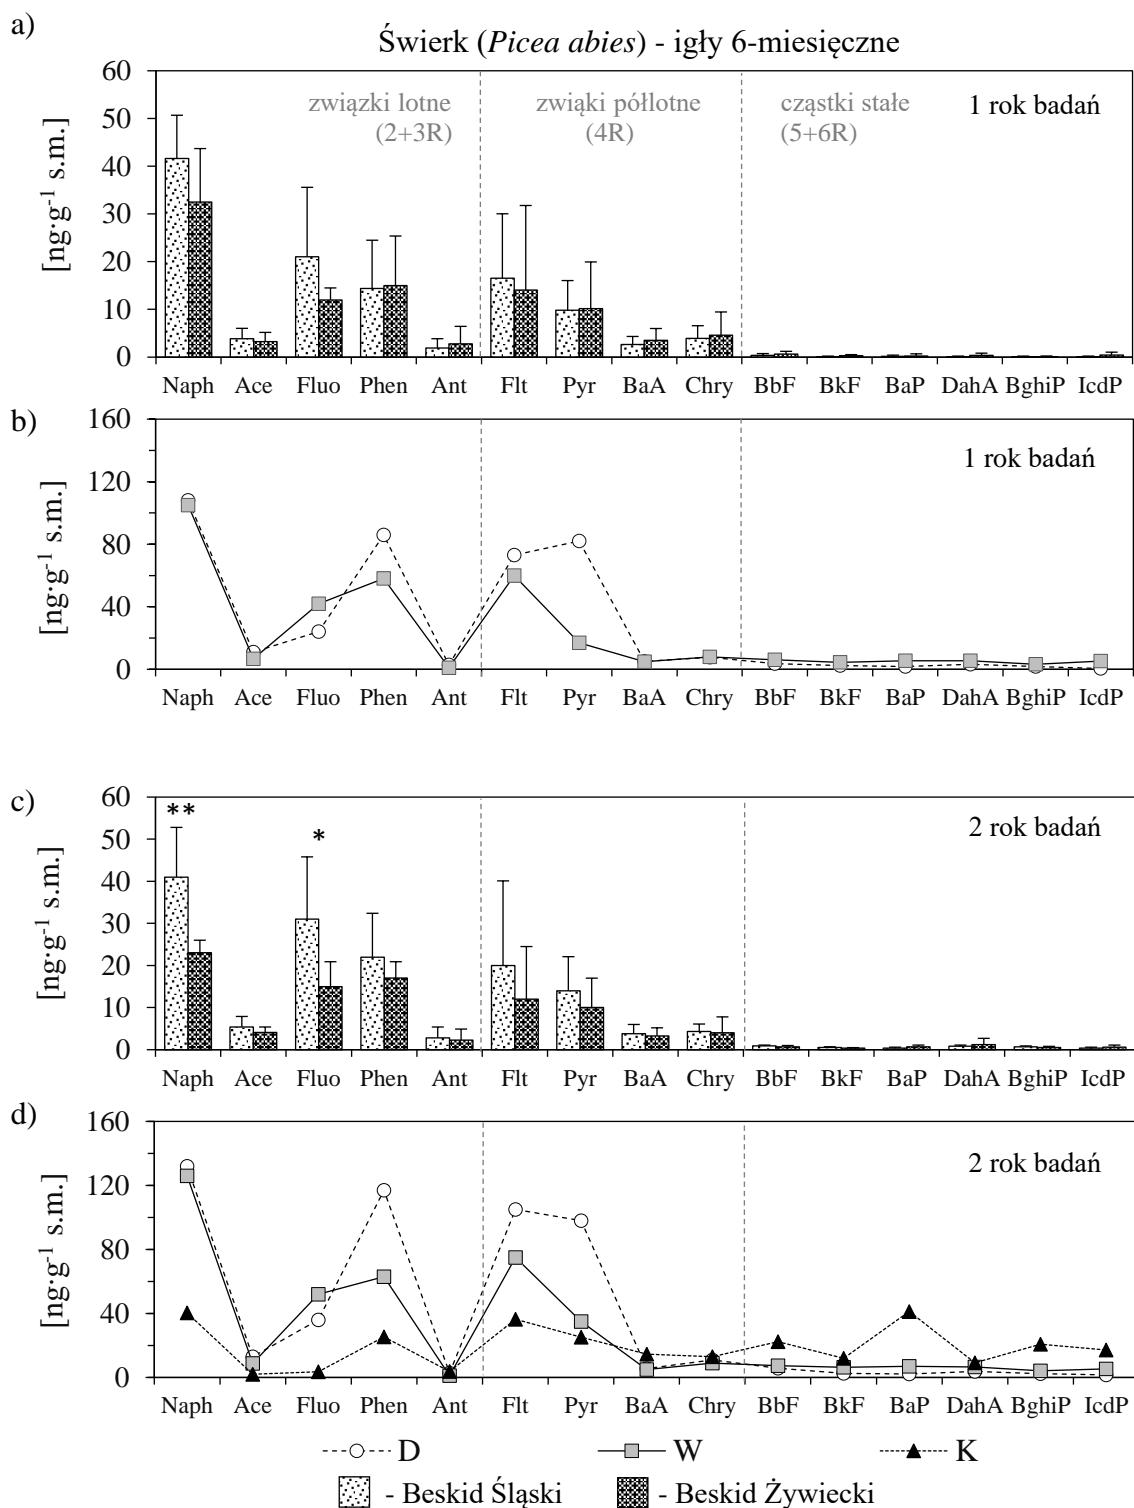 a)
Świerk (Picea abies) - igły 6-miesięczne
60
50
40
30
20
10
0
[ng·g⁻¹ s.m.]
związki lotne
(2+3R)
zwiąki półlotne
(4R)
cząstki stałe
(5+6R)
1 rok badań
Naph Ace Fluo Phen Ant Flt Pyr BaA Chry BbF BkF BaP DahA BghiP IcdP
b)
160
120
80
40
0
[ng·g⁻¹ s.m.]
1 rok badań
Naph Ace Fluo Phen Ant Flt Pyr BaA Chry BbF BkF BaP DahA BghiP IcdP
c)
60
50
40
30
20
10
0
[ng·g⁻¹ s.m.]
**
*
2 rok badań
Naph Ace Fluo Phen Ant Flt Pyr BaA Chry BbF BkF BaP DahA BghiP IcdP
d)
160
120
80
40
0
[ng·g⁻¹ s.m.]
2 rok badań
Naph Ace Fluo Phen Ant Flt Pyr BaA Chry BbF BkF BaP DahA BghiP IcdP
D W K
- Beskid Śląski - Beskid Żywiecki